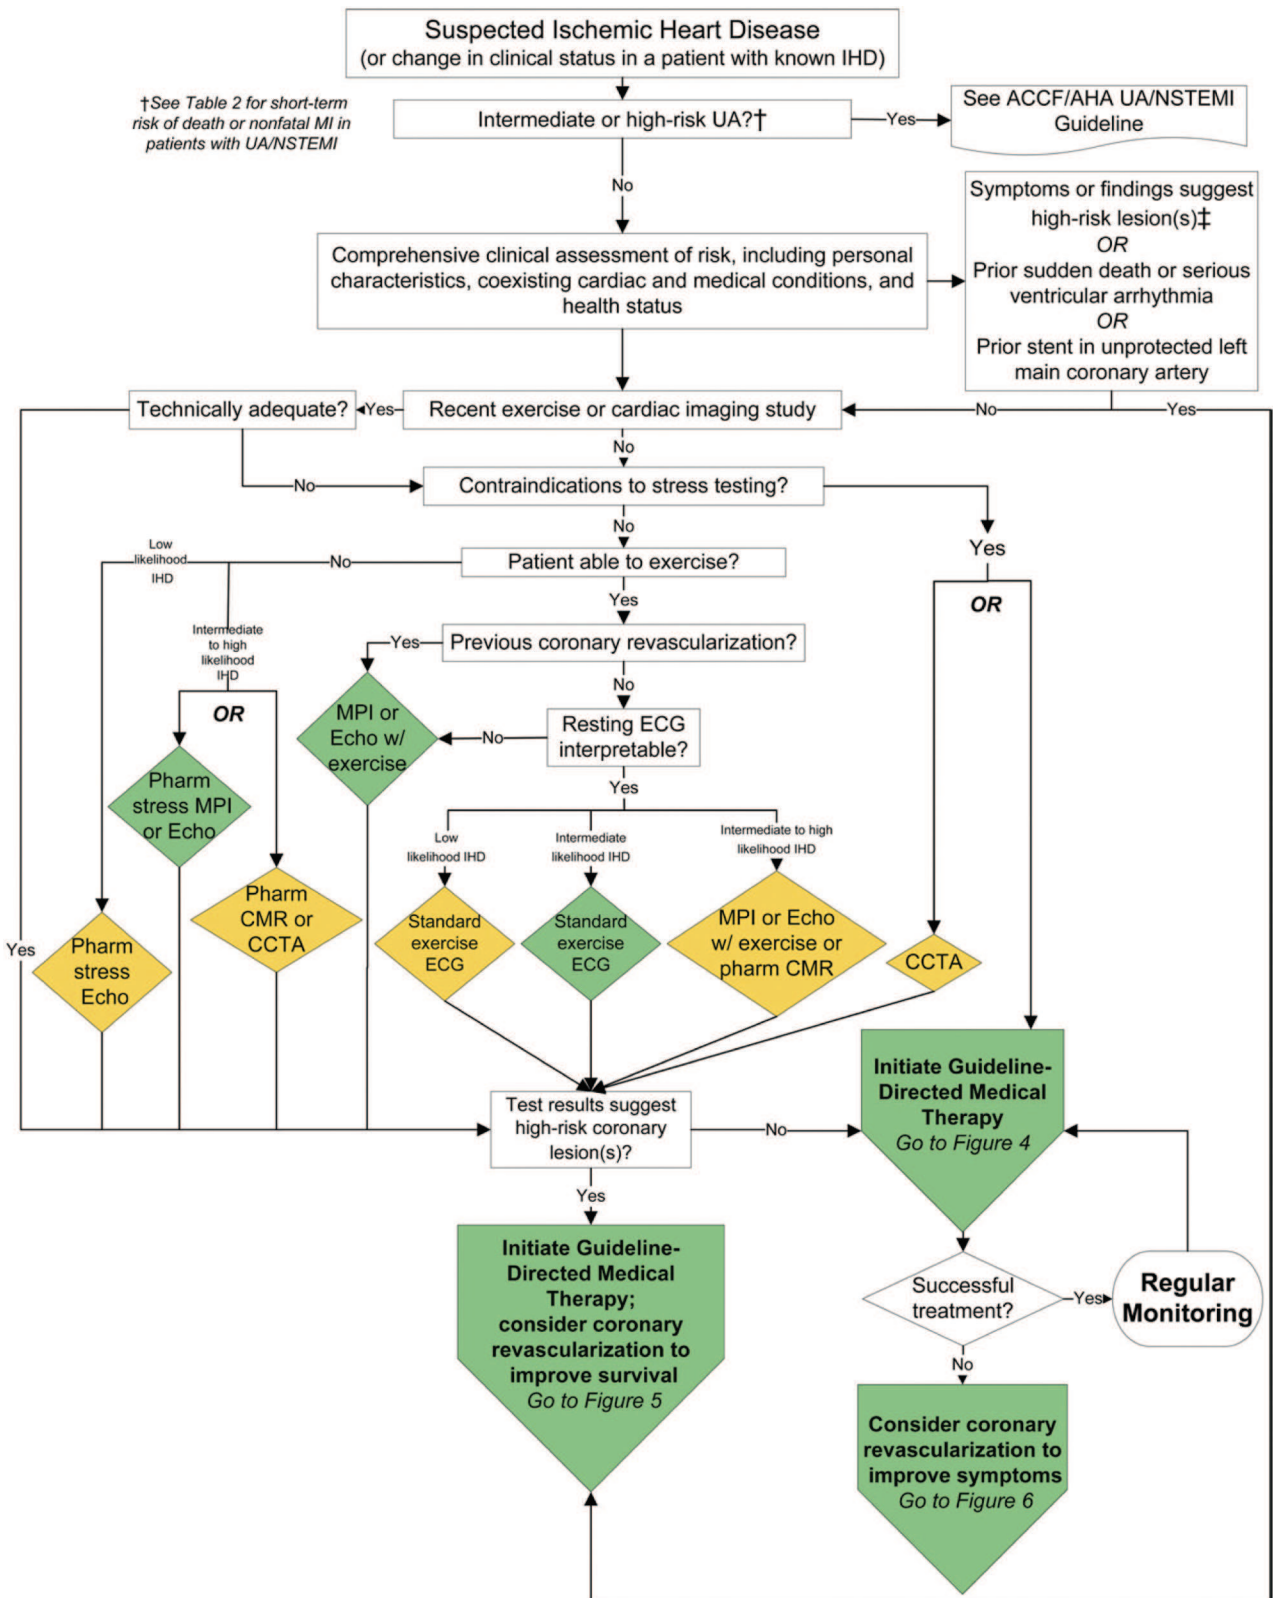 Suspected Ischemic Heart Disease
(or change in clinical status in a patient with known IHD)
†See Table 2 for short-term
risk of death or nonfatal MI in
patients with UA/NSTEMI
Intermediate or high-risk UA?†
Yes
See ACCF/AHA UA/NSTEMI
Guideline
No
Comprehensive clinical assessment of risk, including personal
characteristics, coexisting cardiac and medical conditions, and
health status
Symptoms or findings suggest
high-risk lesion(s)‡
OR
Prior sudden death or serious
ventricular arrhythmia
OR
Prior stent in unprotected left
main coronary artery
Technically adequate?
Yes
Recent exercise or cardiac imaging study
No
Yes
No
No
Contraindications to stress testing?
No
Yes
OR
Low
likelihood
IHD
No
Patient able to exercise?
Yes
Intermediate
to high
likelihood
IHD
OR
Yes
Previous coronary revascularization?
No
MPI or
Echo w/
exercise
No
Resting ECG
interpretable?
Yes
Pharm
stress MPI
or Echo
Low
likelihood IHD
Intermediate
likelihood IHD
Intermediate to high
likelihood IHD
Pharm
CMR or
CCTA
Standard
exercise
ECG
Standard
exercise
ECG
MPI or Echo
w/ exercise or
pharm CMR
CCTA
Yes
Pharm
stress
Echo
Test results suggest
high-risk coronary
lesion(s)?
No
Initiate Guideline-
Directed Medical
Therapy
Go to Figure 4
Yes
Initiate Guideline-
Directed Medical
Therapy;
consider coronary
revascularization to
improve survival
Go to Figure 5
Successful
treatment?
Yes
Regular
Monitoring
No
Consider coronary
revascularization to
improve symptoms
Go to Figure 6